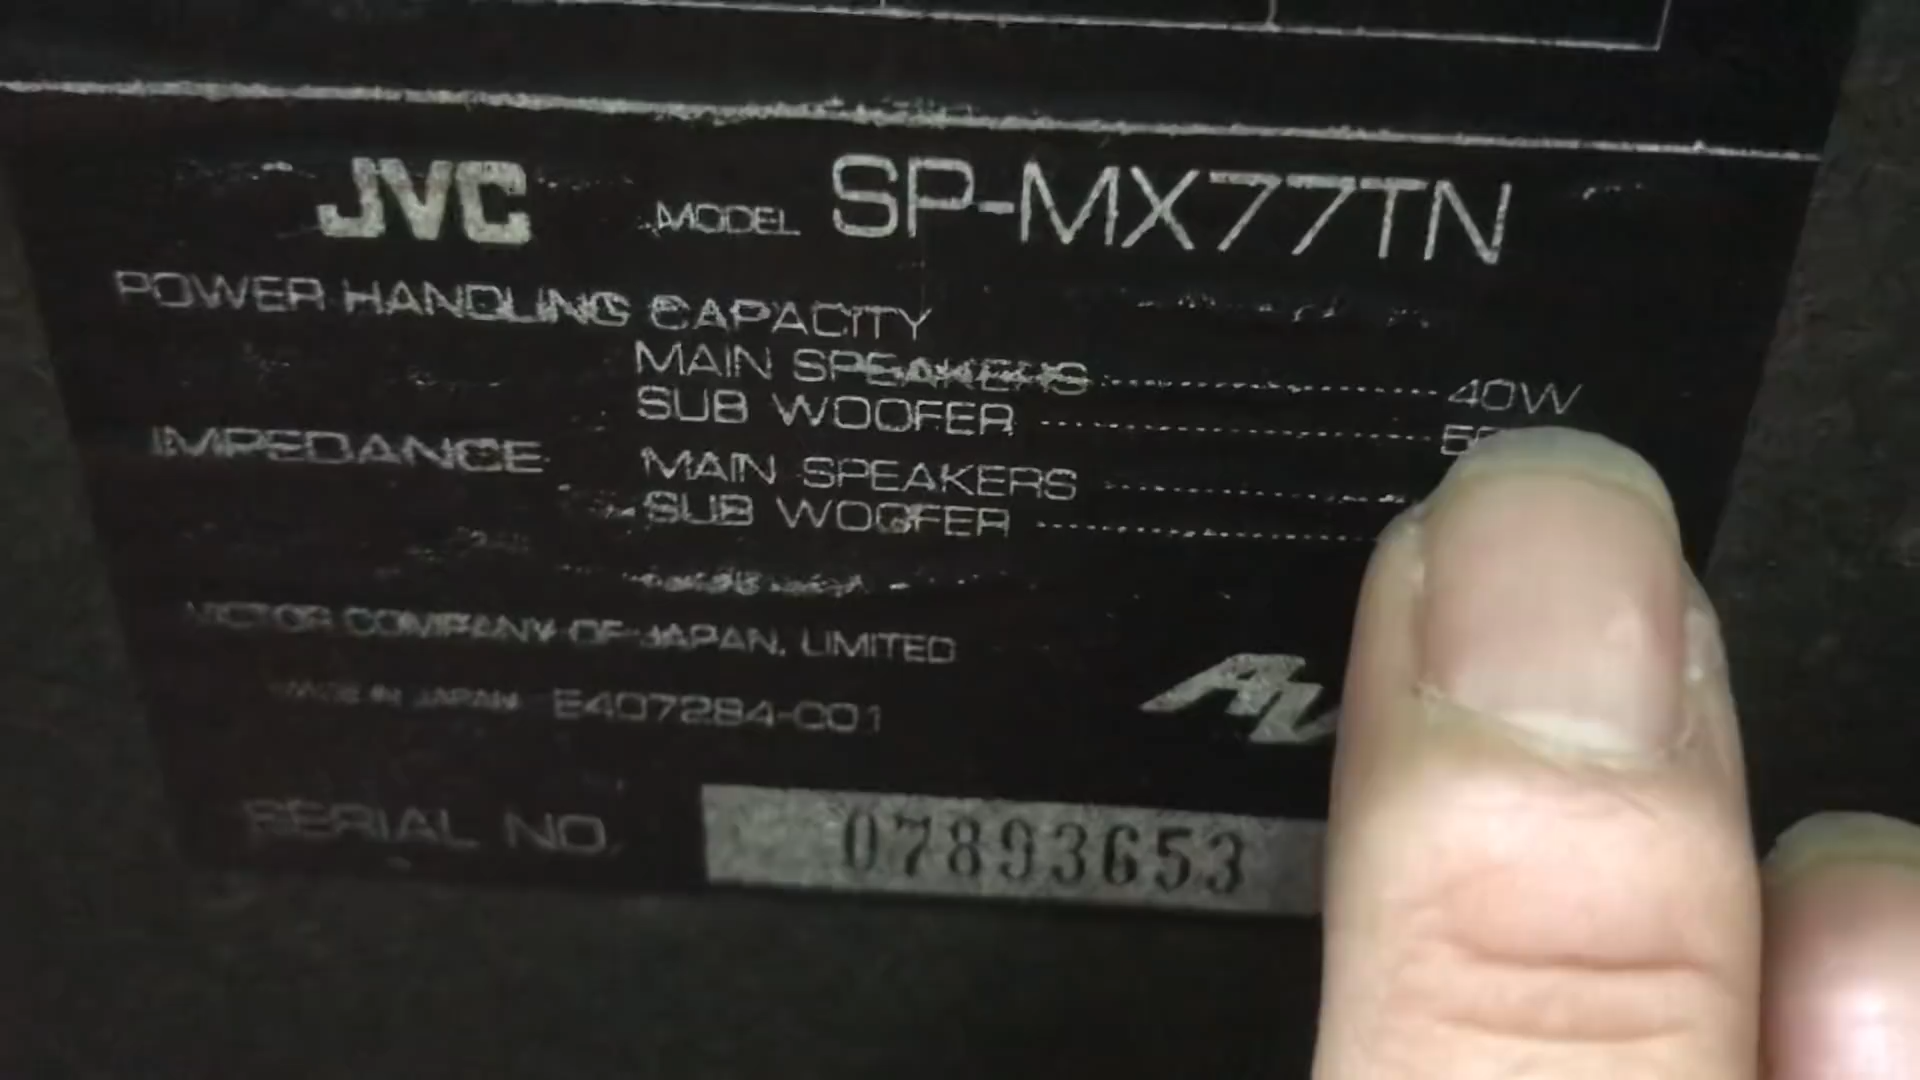 JVC MODEL SP-MX77TN
POWER HANDLING CAPACITY
MAIN SPEAKERS 40W
SUB WOOFER
IMPEDANCE MAIN SPEAKERS
SUB WOOFER
VICTOR COMPANY OF JAPAN, LIMITED
MADE IN JAPAN E407284-001
SERIAL NO. 07893653